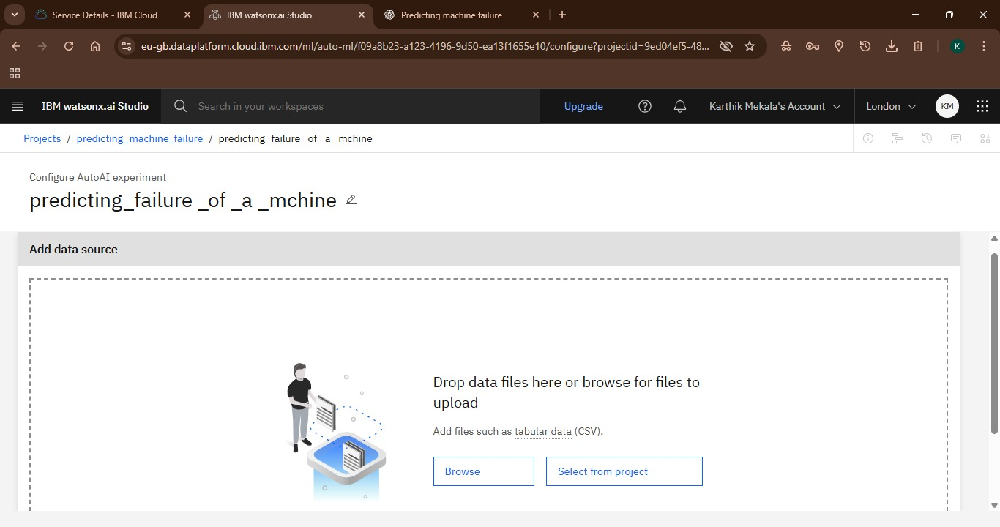 Service Details - IBM Cloud
IBM watsonx.ai Studio
Predicting machine failure
eu-gb.dataplatform.cloud.ibm.com/ml/auto-ml/f09a8b23-a123-4196-9d50-ea13f1655e10/configure?projectid=9ed04ef5-48...
K
IBM watsonx.ai Studio
Search in your workspaces
Upgrade
Karthik Mekala's Account
London
KM
Projects / predicting_machine_failure / predicting_failure _of _a _mchine
Configure AutoAI experiment
predicting_failure _of _a _mchine
Add data source
Drop data files here or browse for files to
upload
Add files such as tabular data (CSV).
Browse
Select from project